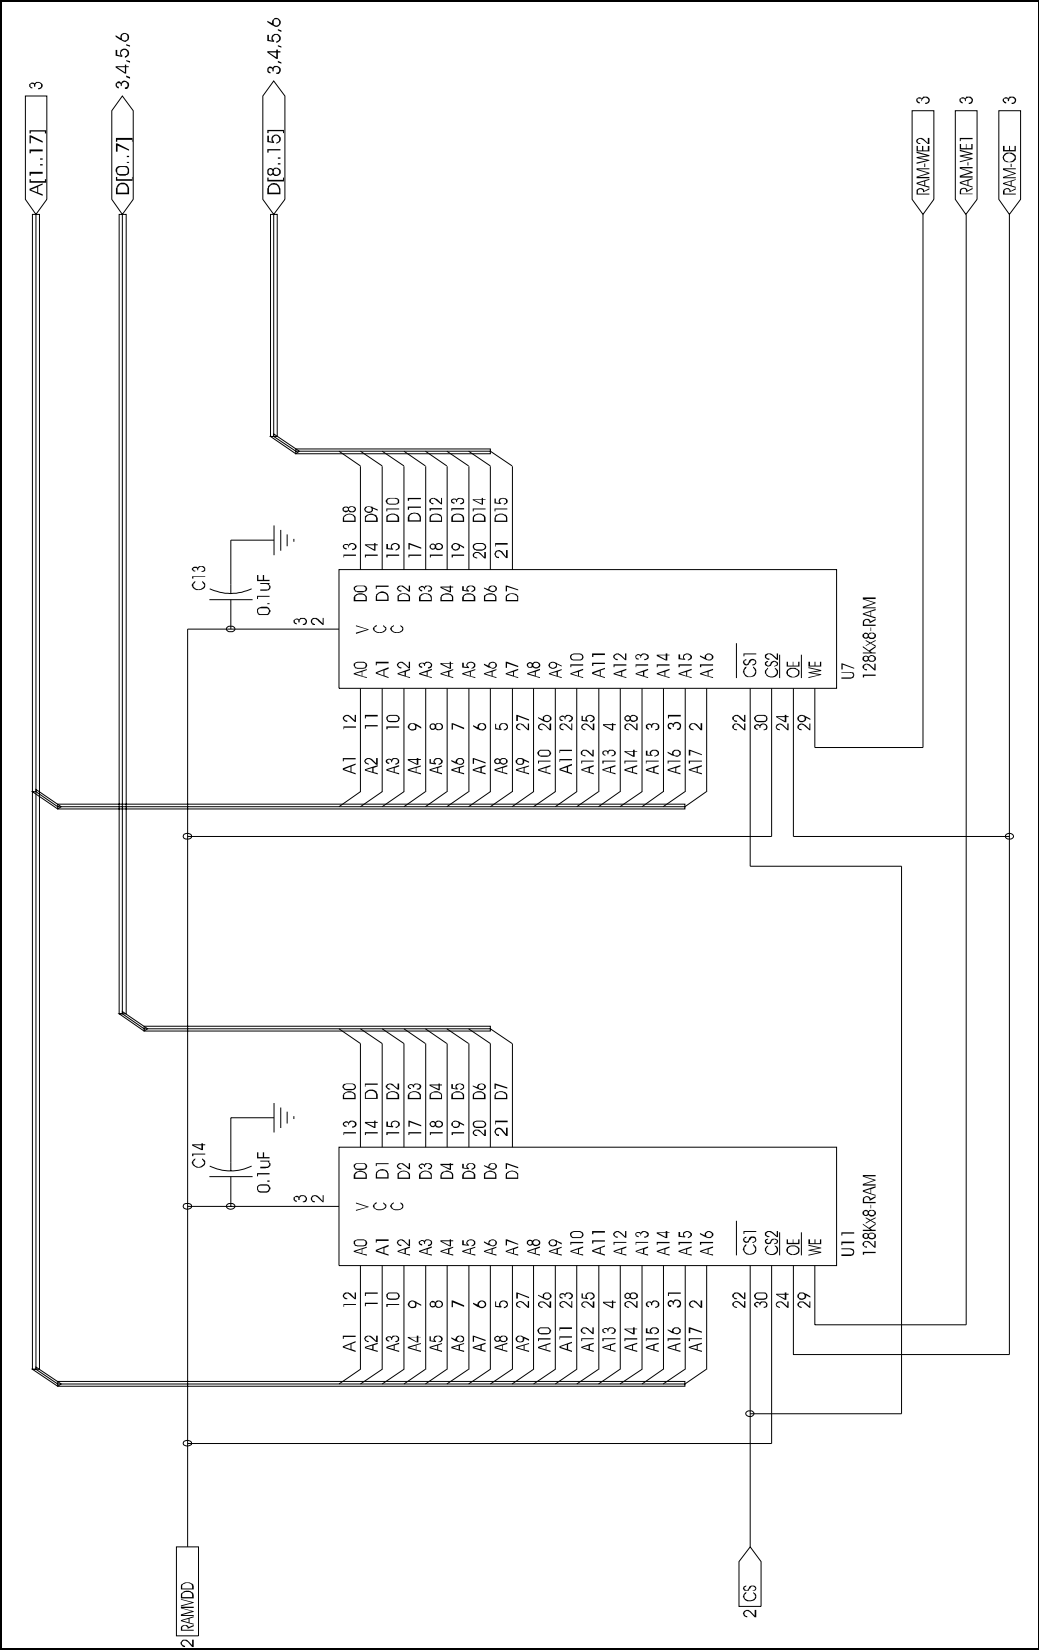 A[1..17] 3
D[0..7] 3,4,5,6
D[8..15] 3,4,5,6
2 RAMVDD
C14
0.1uF
3
2
V
C
C
A1 12 A0 D0 13 D0
A2 11 A1 D1 14 D1
A3 10 A2 D2 15 D2
A4 9 A3 D3 17 D3
A5 8 A4 D4 18 D4
A6 7 A5 D5 19 D5
A7 6 A6 D6 20 D6
A8 5 A7 D7 21 D7
A9 27 A8
A10 26 A9
A11 23 A10
A12 25 A11
A13 4 A12
A14 28 A13
A15 3 A14
A16 31 A15
A17 2 A16
22 CS1
30 CS2
24 OE
29 WE
U11
128Kx8-RAM
C13
0.1uF
3
2
V
C
C
A1 12 A0 D0 13 D8
A2 11 A1 D1 14 D9
A3 10 A2 D2 15 D10
A4 9 A3 D3 17 D11
A5 8 A4 D4 18 D12
A6 7 A5 D5 19 D13
A7 6 A6 D6 20 D14
A8 5 A7 D7 21 D15
A9 27 A8
A10 26 A9
A11 23 A10
A12 25 A11
A13 4 A12
A14 28 A13
A15 3 A14
A16 31 A15
A17 2 A16
22 CS1
30 CS2
24 OE
29 WE
U7
128Kx8-RAM
2 CS
RAM-WE2 3
RAM-WE1 3
RAM-OE 3